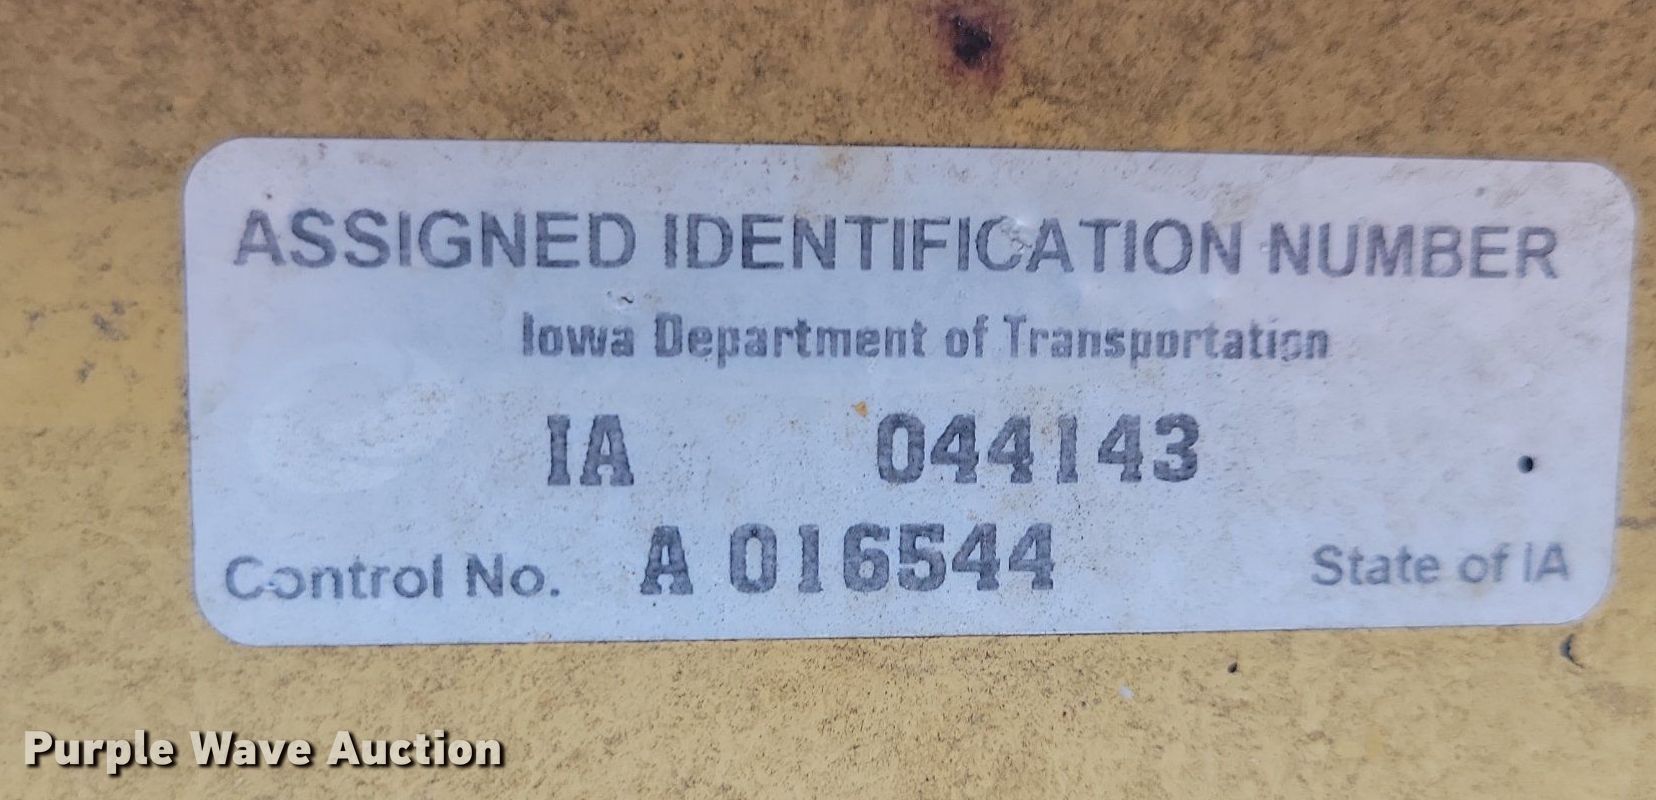 ASSIGNED IDENTIFICATION NUMBER
Iowa Department of Transportation
IA 044143
Control No. A 016544 State of IA
Purple Wave Auction